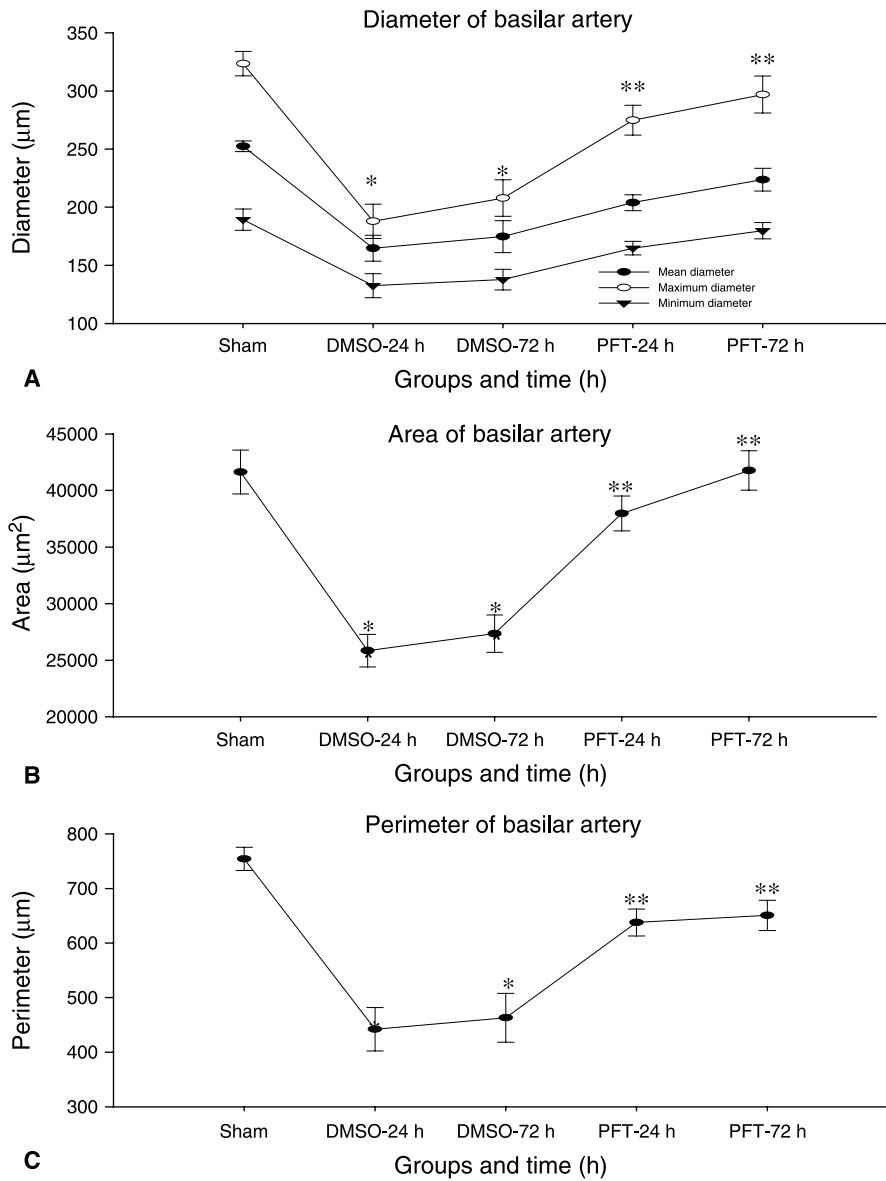 Diameter of basilar artery
350
300
250
200
150
100
Diameter (µm)
*
*
**
**
Mean diameter
Maximum diameter
Minimum diameter
Sham DMSO-24 h DMSO-72 h PFT-24 h PFT-72 h
A
Groups and time (h)
Area of basilar artery
45000
40000
35000
30000
25000
20000
Area (µm²)
*
*
**
**
Sham DMSO-24 h DMSO-72 h PFT-24 h PFT-72 h
B
Groups and time (h)
Perimeter of basilar artery
800
700
600
500
400
300
Perimeter (µm)
*
**
**
Sham DMSO-24 h DMSO-72 h PFT-24 h PFT-72 h
C
Groups and time (h)